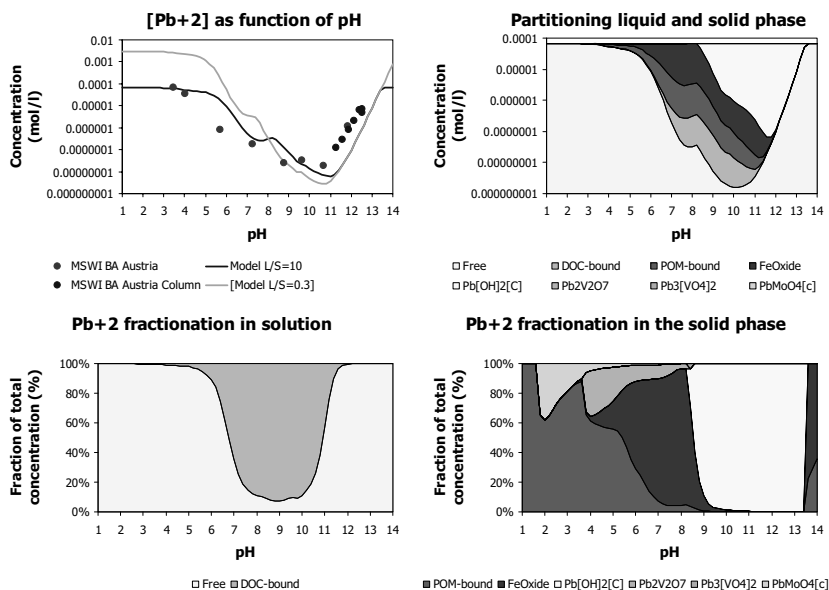 [Pb+2] as function of pH
Concentration (mol/l)
0.01
0.001
0.0001
0.00001
0.000001
0.0000001
0.00000001
0.000000001
1 2 3 4 5 6 7 8 9 10 11 12 13 14
pH
MSWI BA Austria
Model L/S=10
MSWI BA Austria Column
[Model L/S=0.3]
Partitioning liquid and solid phase
Concentration (mol/l)
0.0001
0.00001
0.000001
0.0000001
0.00000001
0.000000001
1 2 3 4 5 6 7 8 9 10 11 12 13 14
pH
Free
DOC-bound
POM-bound
FeOxide
Pb[OH]2[C]
Pb2V2O7
Pb3[VO4]2
PbMoO4[c]
Pb+2 fractionation in solution
Fraction of total concentration (%)
100%
80%
60%
40%
20%
0%
1 2 3 4 5 6 7 8 9 10 11 12 13 14
pH
Free
DOC-bound
Pb+2 fractionation in the solid phase
Fraction of total concentration (%)
100%
80%
60%
40%
20%
0%
1 2 3 4 5 6 7 8 9 10 11 12 13 14
pH
POM-bound
FeOxide
Pb[OH]2[C]
Pb2V2O7
Pb3[VO4]2
PbMoO4[c]